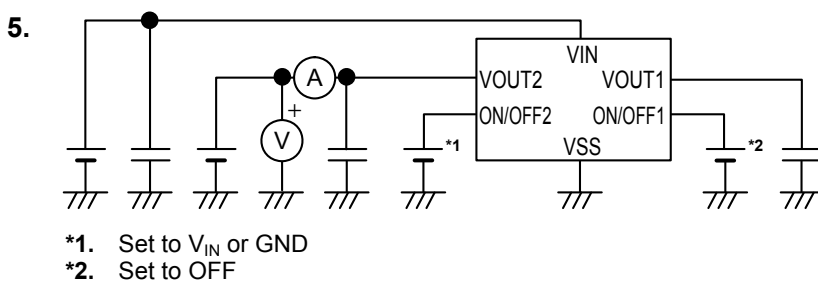 5.
VIN
A
VOUT2 VOUT1
+
ON/OFF2 ON/OFF1
V
*1 VSS *2
*1. Set to VIN or GND
*2. Set to OFF